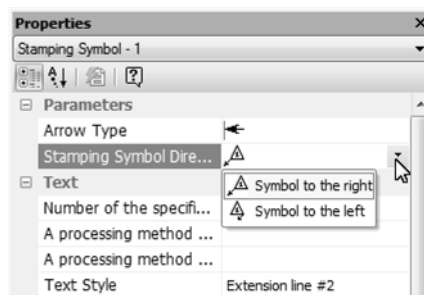 Properties
Stamping Symbol - 1
Parameters
Arrow Type
Stamping Symbol Dire...
Symbol to the right
Symbol to the left
Text
Number of the specifi...
A processing method ...
A processing method ...
Text Style Extension line #2